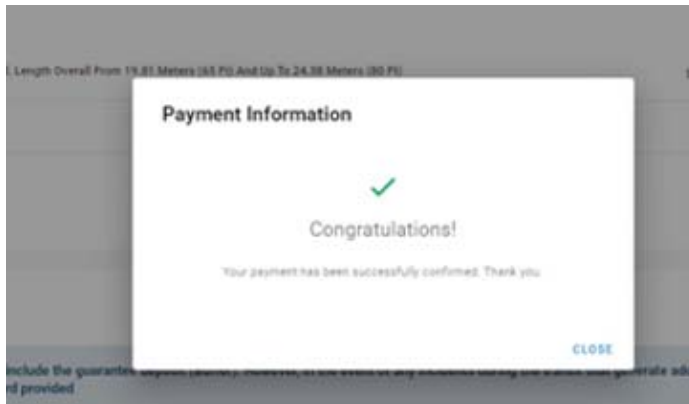 Length Overall From 19.81 Meters (65 Ft) And Up To 24.38 Meters (80 Ft)
Payment Information
Congratulations!
Your payment has been successfully confirmed. Thank you.
CLOSE
include the guarantee
rd provided